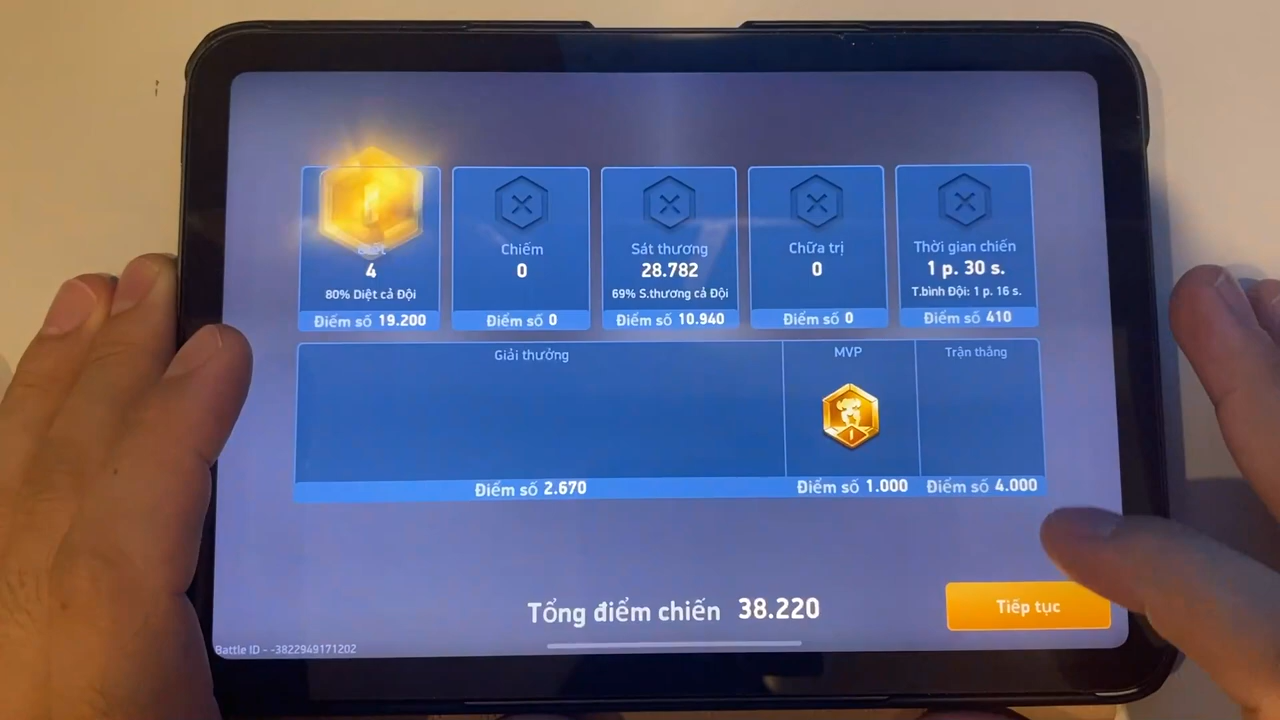 4
80% Diệt cả Đội
Điểm số 19.200
Chiếm
0
Điểm số 0
Sát thương
28.782
69% S.thương cả Đội
Điểm số 10.940
Chữa trị
0
Điểm số 0
Thời gian chiến
1 p. 30 s.
T.bình Đội: 1 p. 16 s.
Điểm số 410
Giải thưởng
Điểm số 2.670
MVP
Điểm số 1.000
Trận thắng
Điểm số 4.000
Tổng điểm chiến 38.220
Tiếp tục
Battle ID - -3822949171202